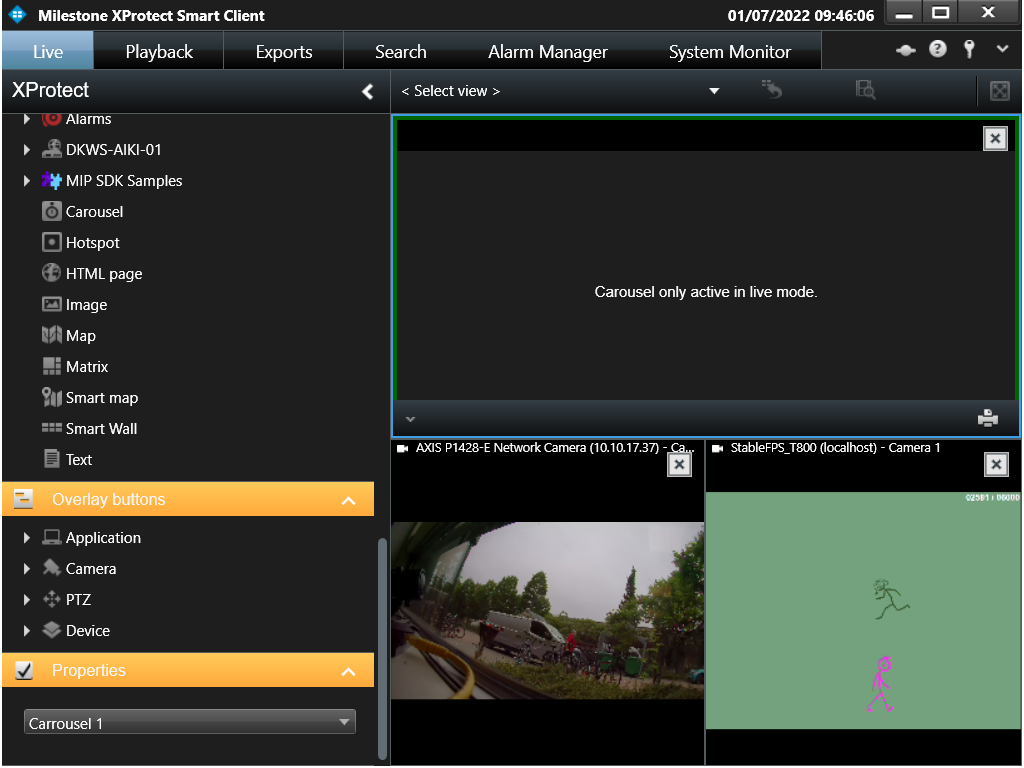 Milestone XProtect Smart Client
01/07/2022 09:46:06
Live
Playback
Exports
Search
Alarm Manager
System Monitor
XProtect
< Select view >
Alarms
DKWS-AIKI-01
MIP SDK Samples
Carousel
Hotspot
HTML page
Image
Map
Matrix
Smart map
Smart Wall
Text
Overlay buttons
Application
Camera
PTZ
Device
Properties
Carrousel 1
Carousel only active in live mode.
AXIS P1428-E Network Camera (10.10.17.37) - Ca...
StableFPS_T800 (localhost) - Camera 1
02581 / 06000